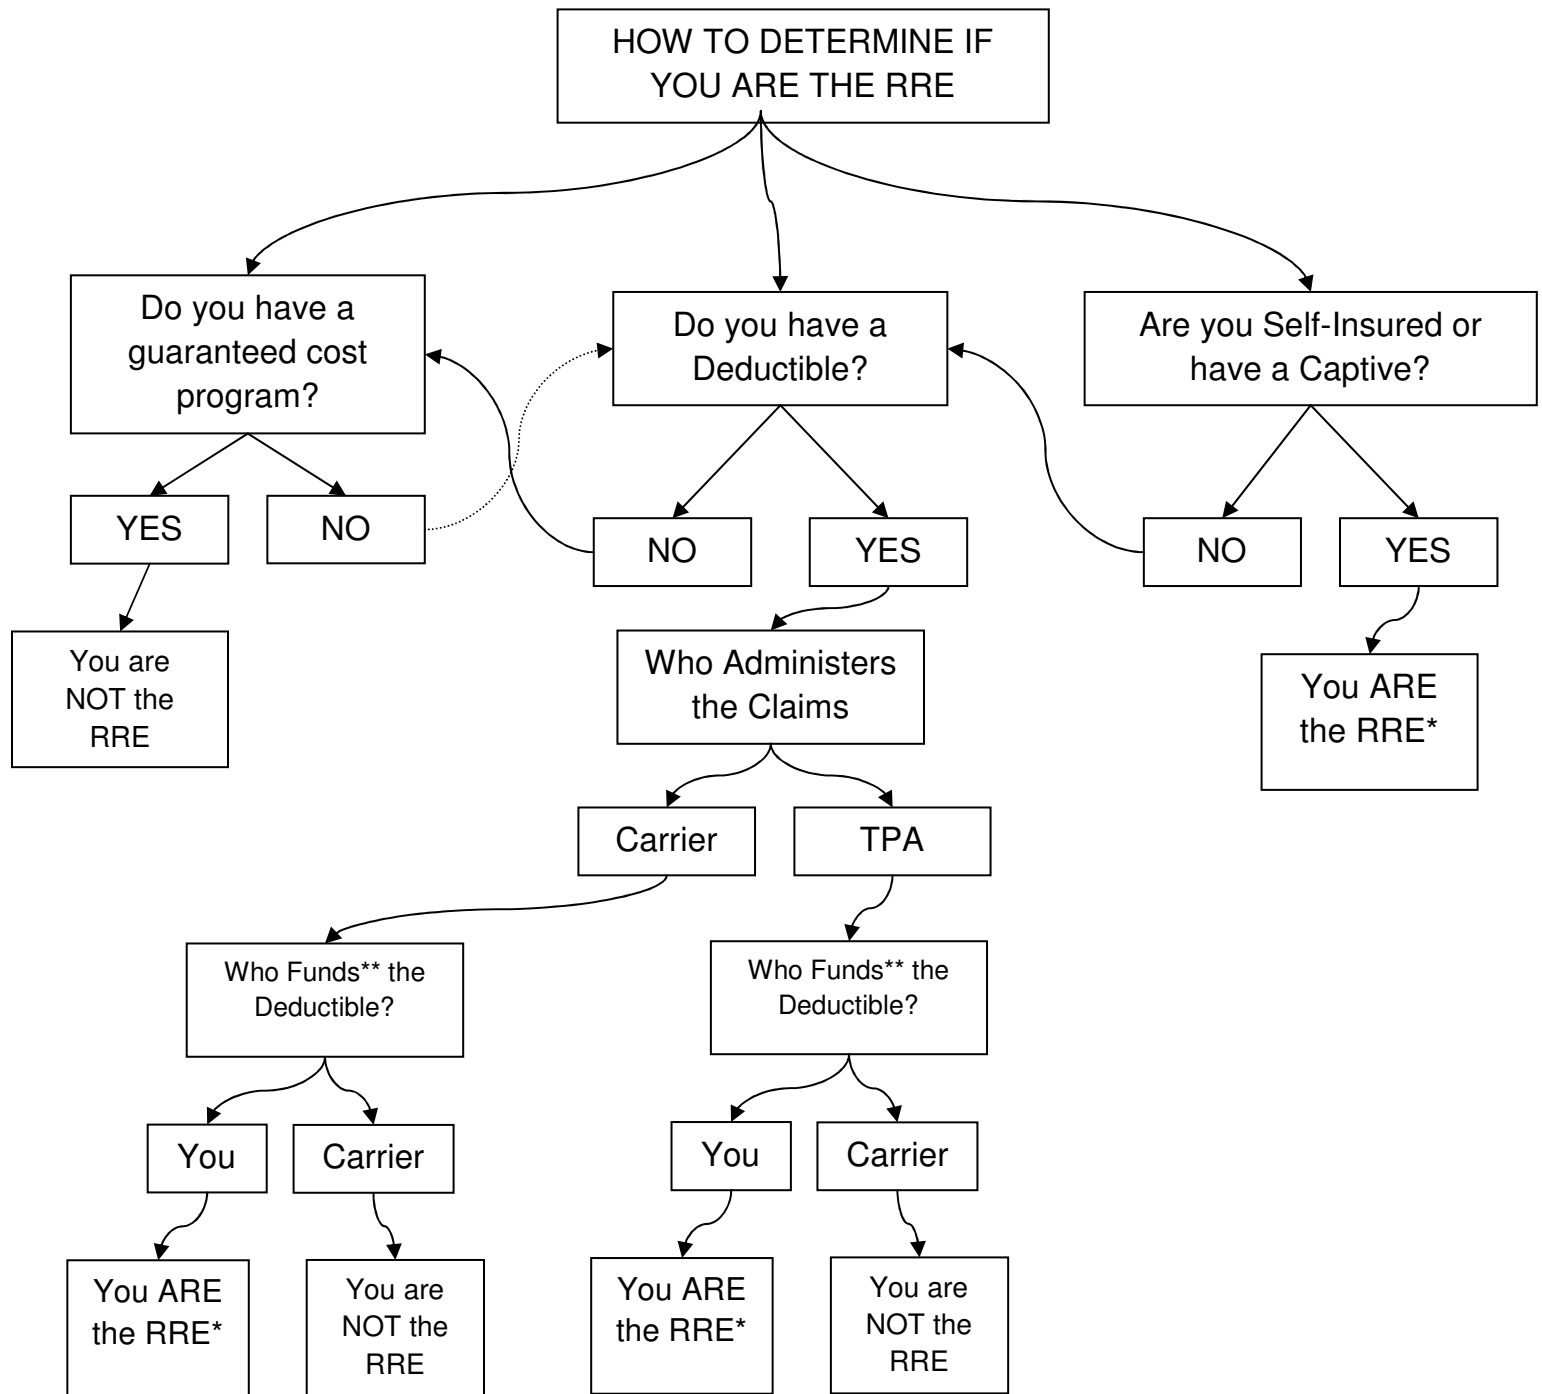 HOW TO DETERMINE IF
YOU ARE THE RRE
Do you have a
guaranteed cost
program?
Do you have a
Deductible?
Are you Self-Insured or
have a Captive?
YES
NO
NO
YES
NO
YES
You are
NOT the
RRE
Who Administers
the Claims
You ARE
the RRE*
Carrier
TPA
Who Funds** the
Deductible?
Who Funds** the
Deductible?
You
Carrier
You
Carrier
You ARE
the RRE*
You are
NOT the
RRE
You ARE
the RRE*
You are
NOT the
RRE